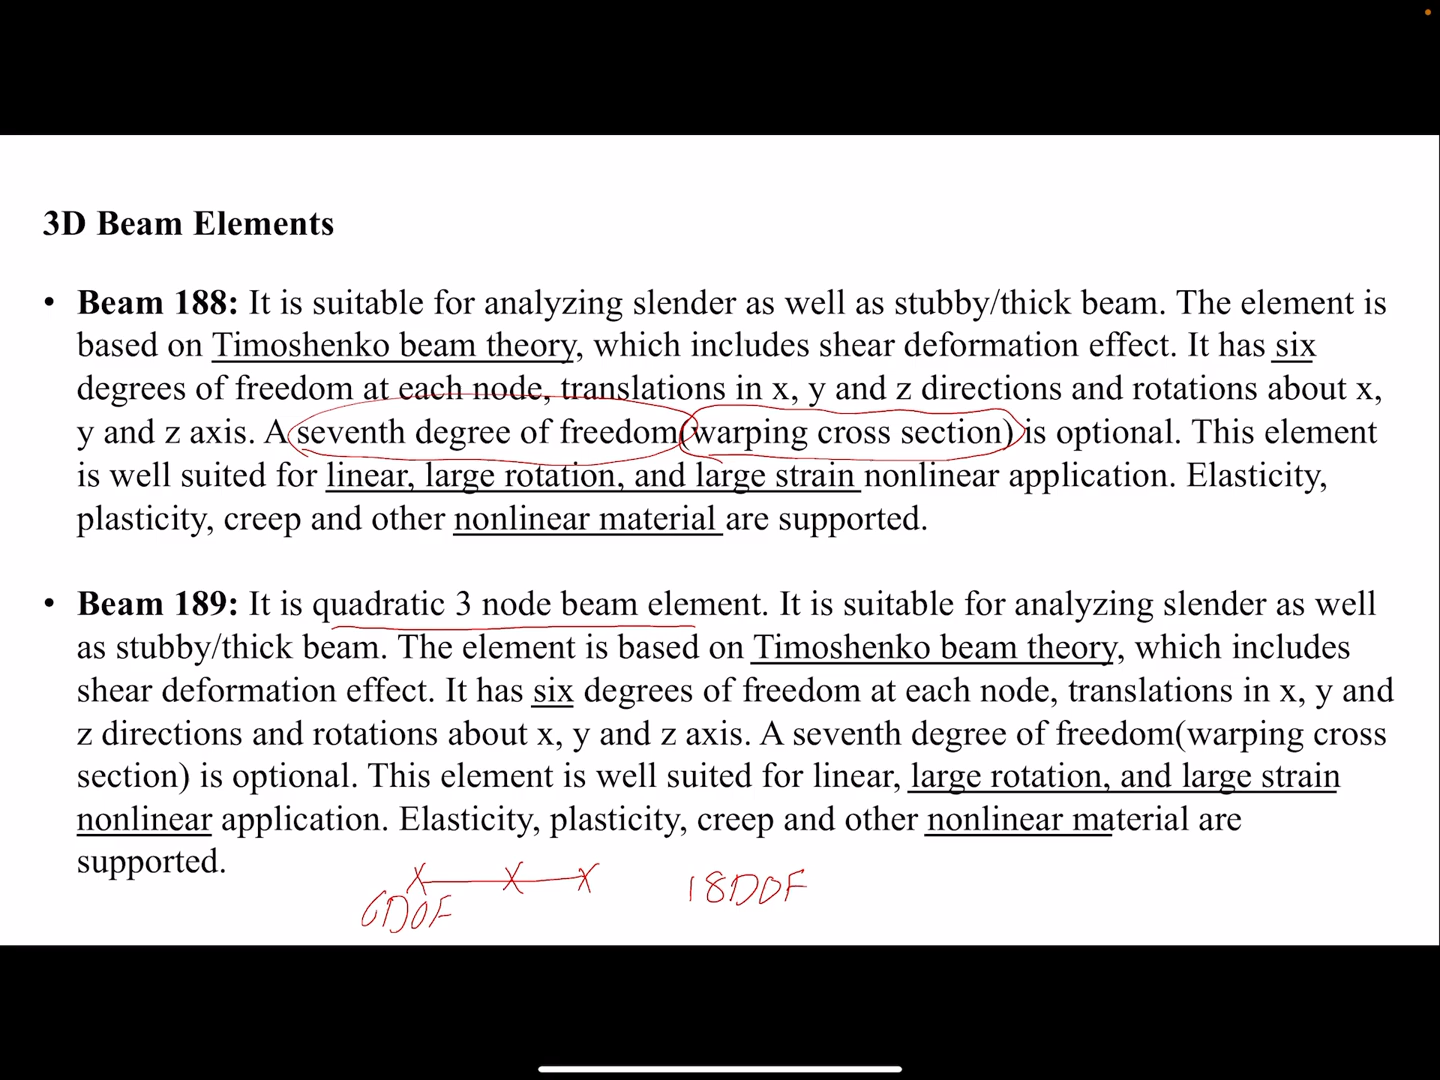 3D Beam Elements
• Beam 188: It is suitable for analyzing slender as well as stubby/thick beam. The element is
based on Timoshenko beam theory, which includes shear deformation effect. It has six
degrees of freedom at each node, translations in x, y and z directions and rotations about x,
y and z axis. A seventh degree of freedom(warping cross section) is optional. This element
is well suited for linear, large rotation, and large strain nonlinear application. Elasticity,
plasticity, creep and other nonlinear material are supported.
• Beam 189: It is quadratic 3 node beam element. It is suitable for analyzing slender as well
as stubby/thick beam. The element is based on Timoshenko beam theory, which includes
shear deformation effect. It has six degrees of freedom at each node, translations in x, y and
z directions and rotations about x, y and z axis. A seventh degree of freedom(warping cross
section) is optional. This element is well suited for linear, large rotation, and large strain
nonlinear application. Elasticity, plasticity, creep and other nonlinear material are
supported.
6DOF
18DOF